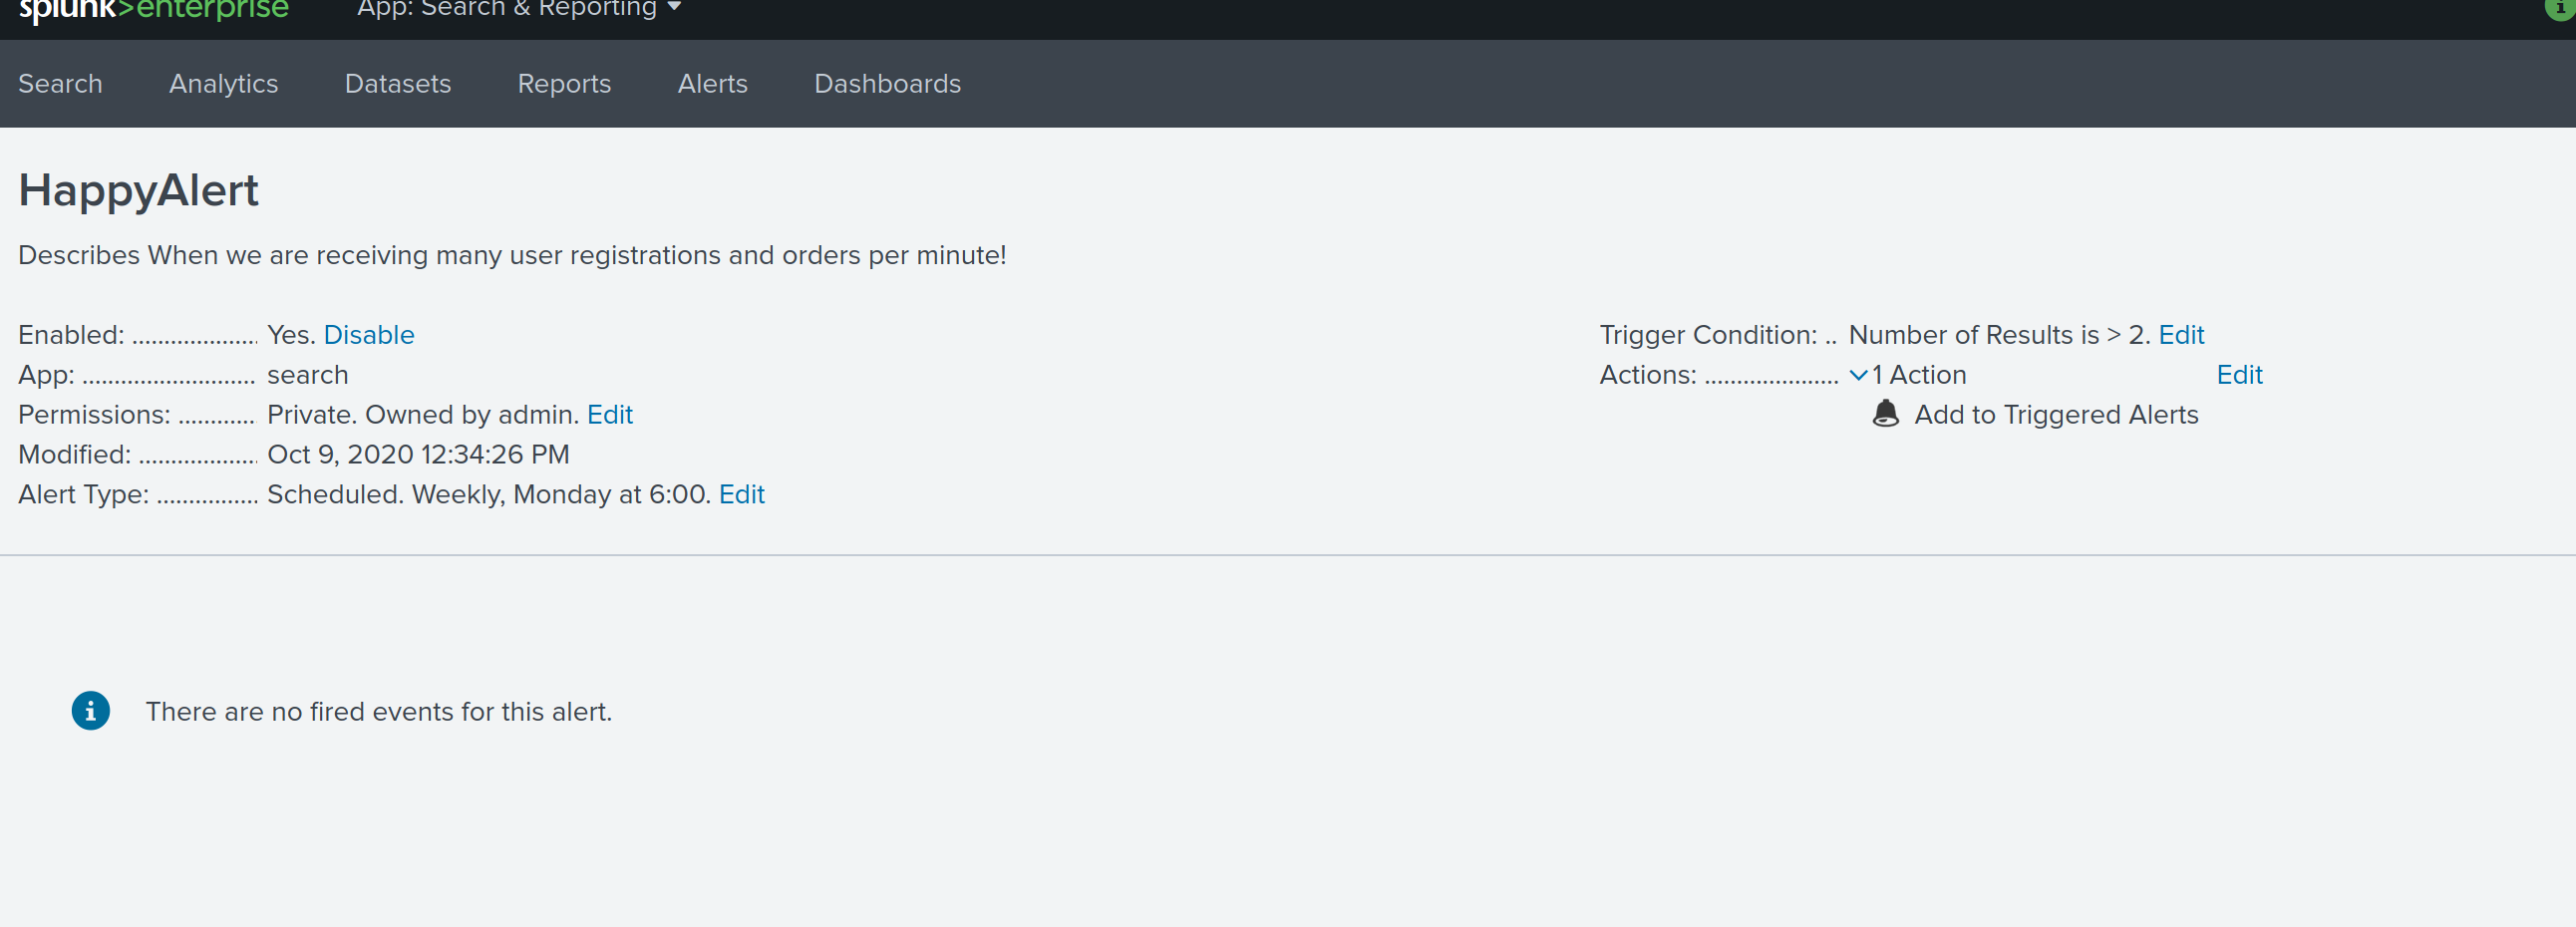 splunk>enterprise App: Search & Reporting
Search Analytics Datasets Reports Alerts Dashboards
HappyAlert
Describes When we are receiving many user registrations and orders per minute!
Enabled: .................... Yes. Disable
App: ........................... search
Permissions: ............ Private. Owned by admin. Edit
Modified: ................... Oct 9, 2020 12:34:26 PM
Alert Type: ................ Scheduled. Weekly, Monday at 6:00. Edit
Trigger Condition: .. Number of Results is > 2. Edit
Actions: ..................... 1 Action Edit
Add to Triggered Alerts
There are no fired events for this alert.